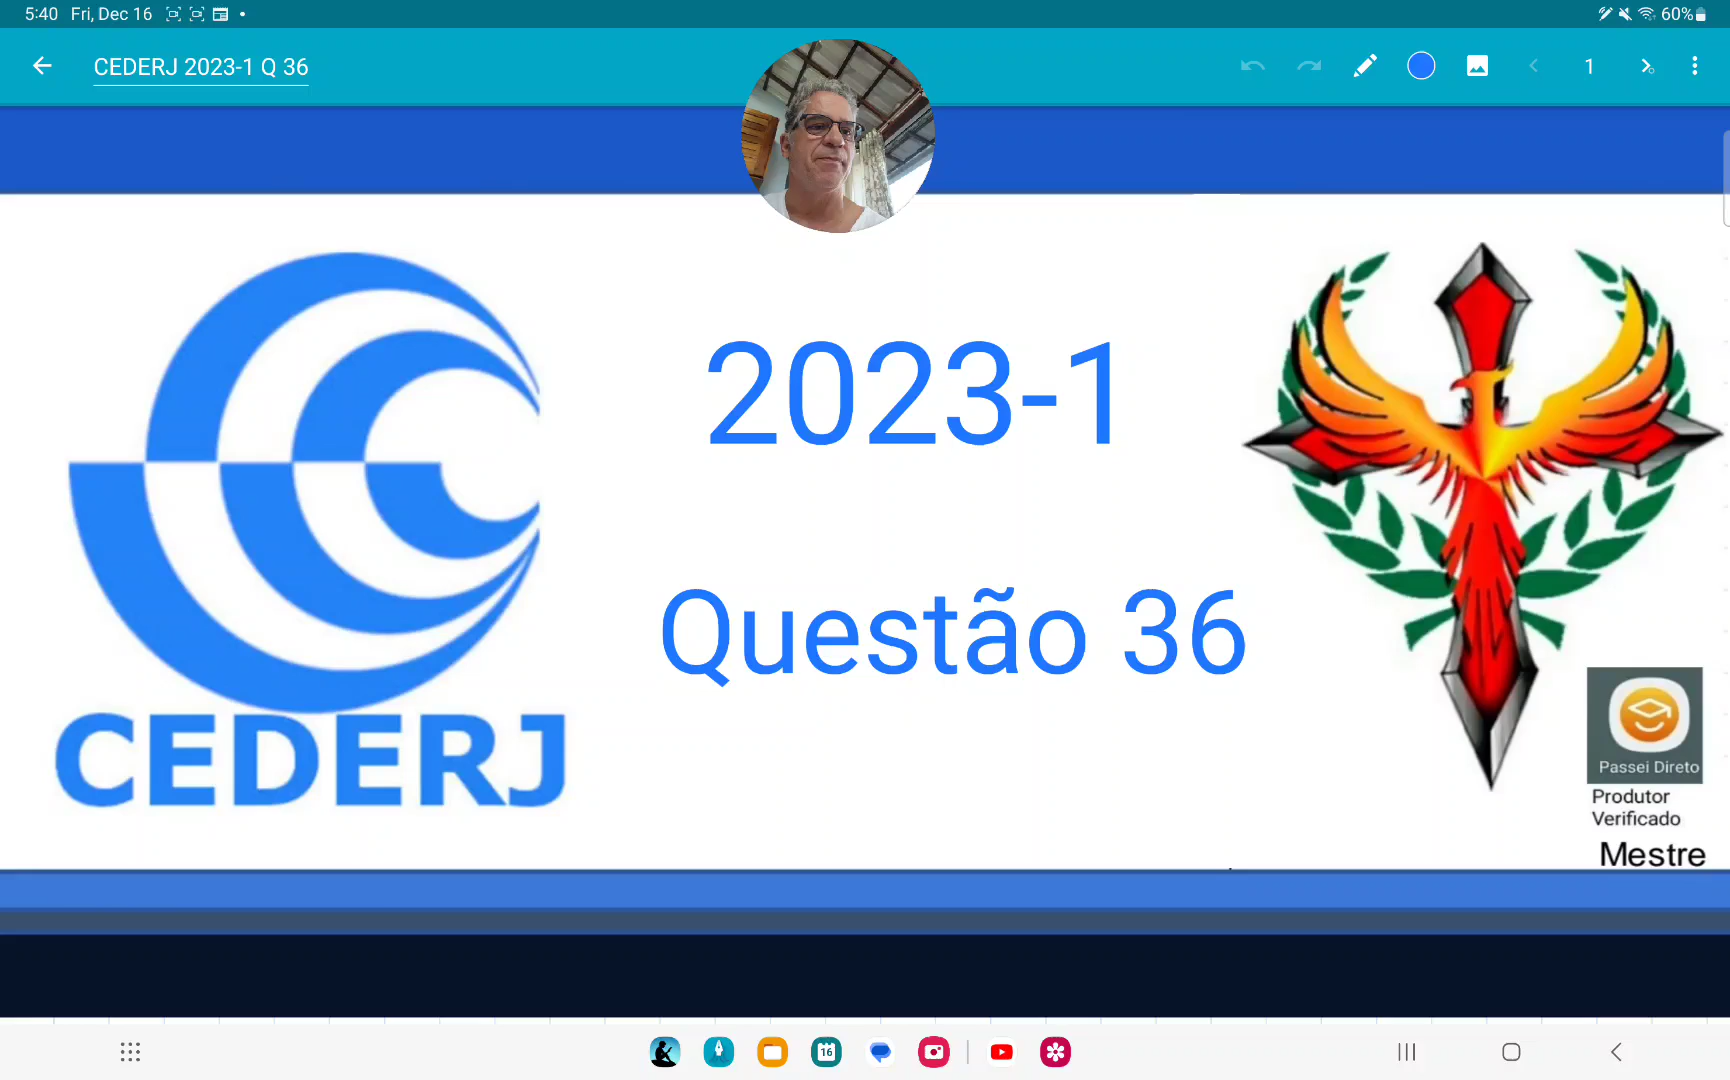 5:40 Fri, Dec 16
60%
CEDERJ 2023-1 Q 36
1
2023-1
Questão 36
CEDERJ
Passei Direto
Produtor
Verificado
Mestre
16